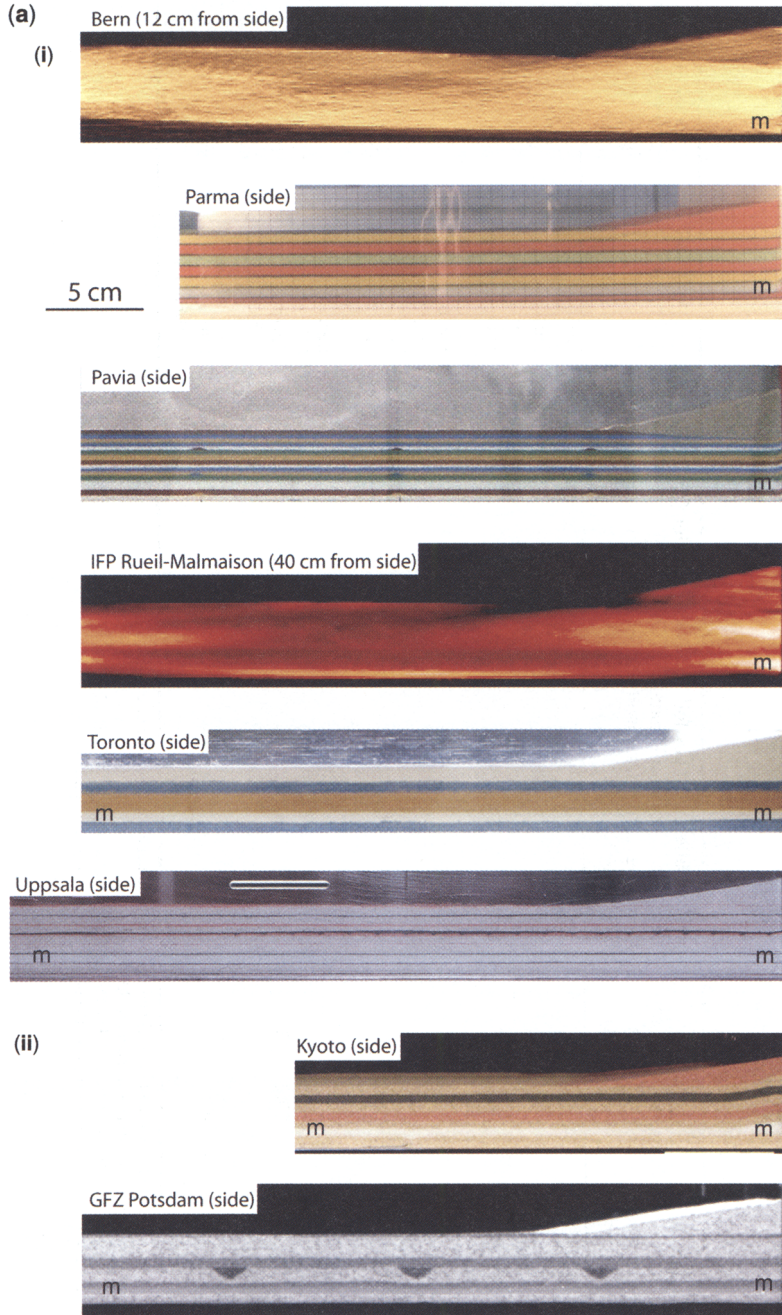 (a)
Bern (12 cm from side)
(i)
m
Parma (side)
5 cm
m
Pavia (side)
m
IFP Rueil-Malmaison (40 cm from side)
m
Toronto (side)
m
Uppsala (side)
m m
(ii)
Kyoto (side)
m m
GFZ Potsdam (side)
m m